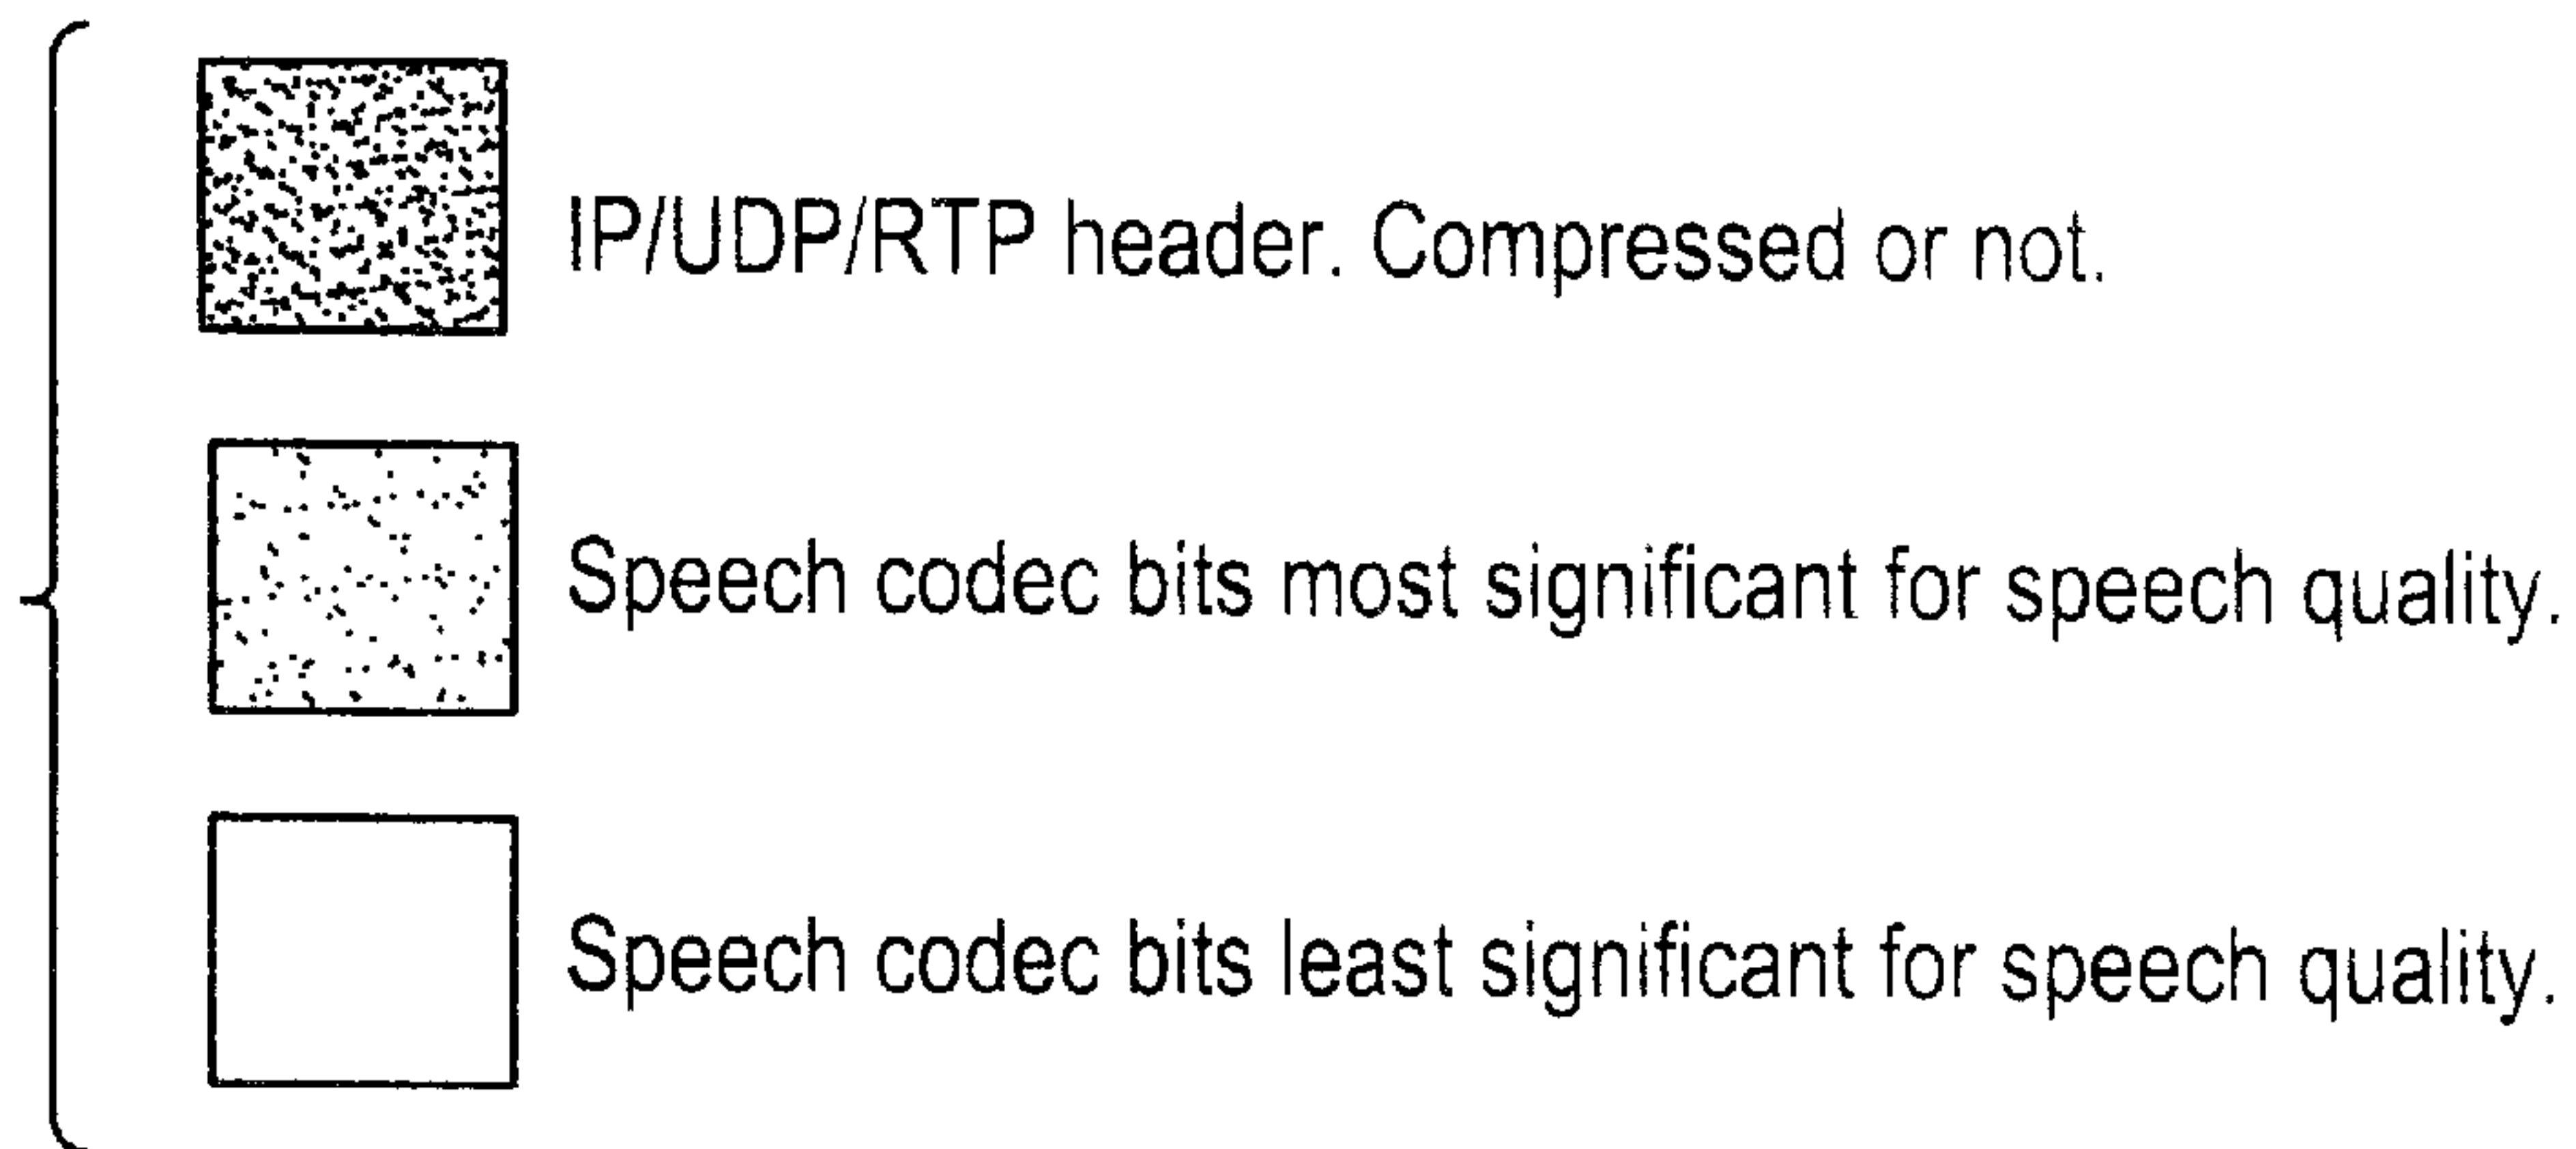 IP/UDP/RTP header. Compressed or not.
Speech codec bits most significant for speech quality.
Speech codec bits least significant for speech quality.